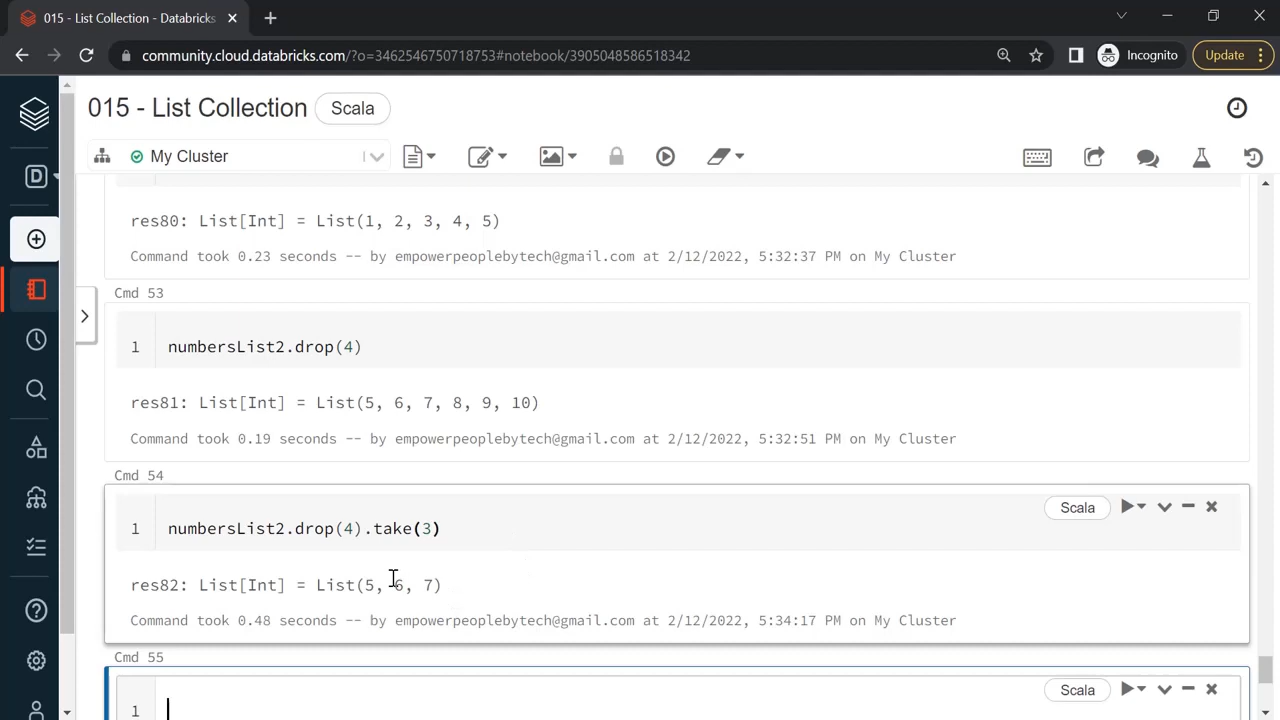 015 - List Collection - Databricks
community.cloud.databricks.com/?o=3462546750718753#notebook/3905048586518342
Incognito
Update
015 - List Collection
Scala
D
My Cluster
res80: List[Int] = List(1, 2, 3, 4, 5)
Command took 0.23 seconds -- by empowerpeoplebytech@gmail.com at 2/12/2022, 5:32:37 PM on My Cluster
Cmd 53
1 numbersList2.drop(4)
res81: List[Int] = List(5, 6, 7, 8, 9, 10)
Command took 0.19 seconds -- by empowerpeoplebytech@gmail.com at 2/12/2022, 5:32:51 PM on My Cluster
Cmd 54
Scala
1 numbersList2.drop(4).take(3)
res82: List[Int] = List(5, 6, 7)
Command took 0.48 seconds -- by empowerpeoplebytech@gmail.com at 2/12/2022, 5:34:17 PM on My Cluster
Cmd 55
Scala
1